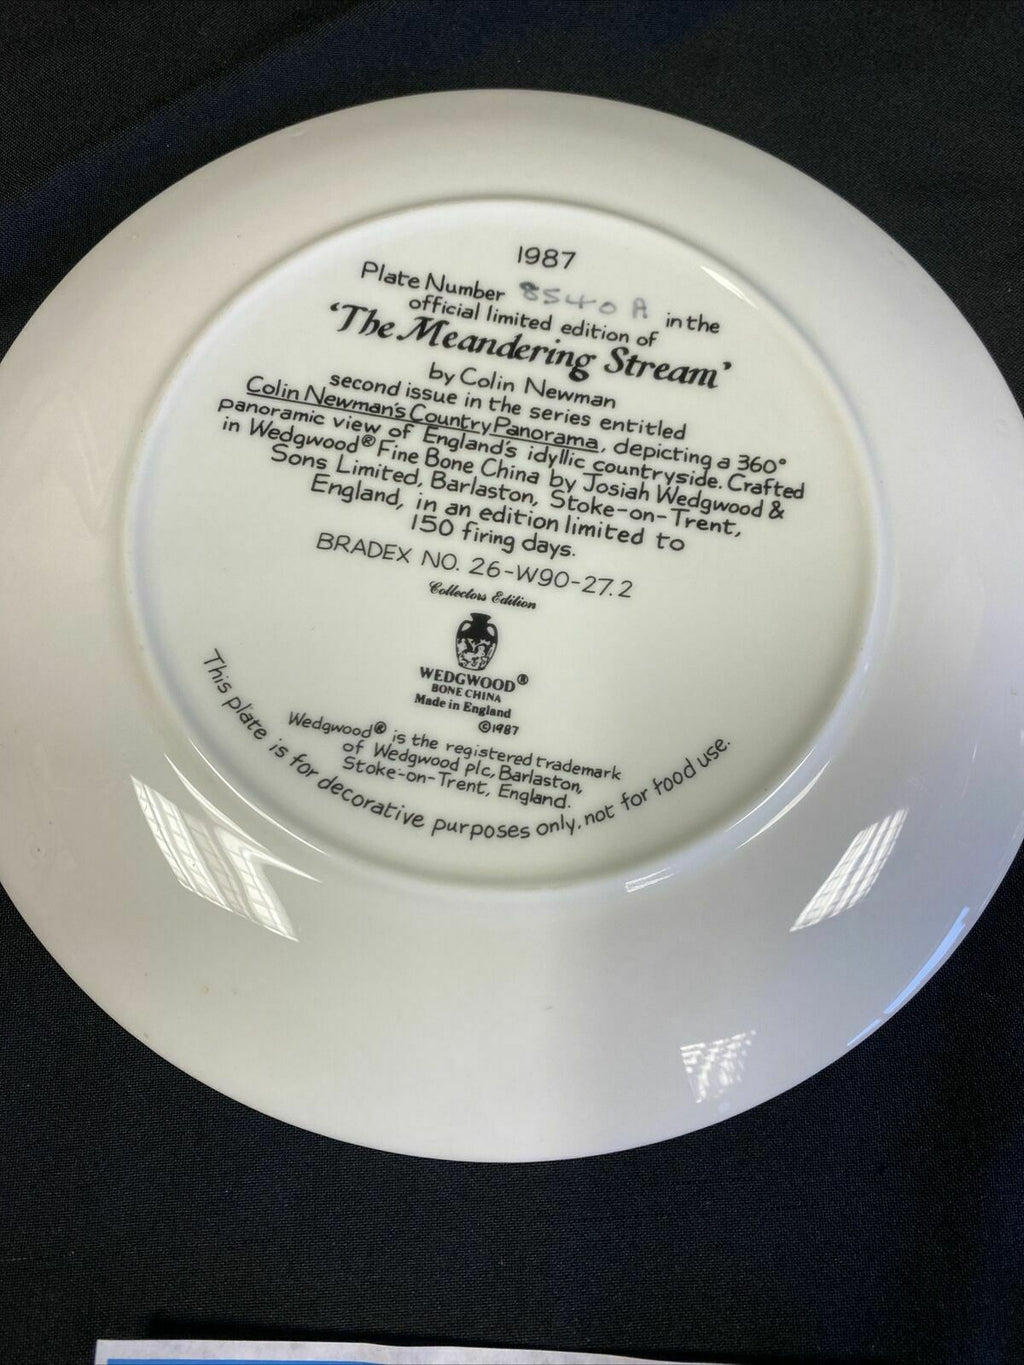 1987
Plate Number 8540 A in the
official limited edition of
'The Meandering Stream'
by Colin Newman
second issue in the series entitled
Colin Newman's Country Panorama, depicting a 360°
panoramic view of England's idyllic countryside. Crafted
in Wedgwood® Fine Bone China by Josiah Wedgwood &
Sons Limited, Barlaston, Stoke-on-Trent,
England, in an edition limited to
150 firing days.
BRADEX NO. 26-W90-27.2
Collectors Edition
WEDGWOOD®
BONE CHINA
Made in England
©1987
Wedgwood® is the registered trademark
of Wedgwood plc, Barlaston,
Stoke-on-Trent, England.
This plate is for decorative purposes only, not for food use.